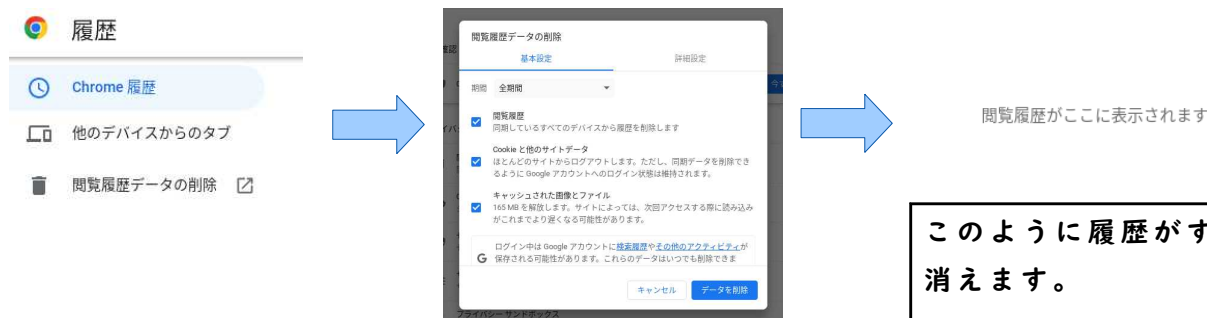 履歴
Chrome 履歴
他のデバイスからのタブ
閲覧履歴データの削除
閲覧履歴データの削除
基本設定
詳細設定
期間 全期間
閲覧履歴
同期しているすべてのデバイスから履歴を削除します
Cookie と他のサイトデータ
ほとんどのサイトからログアウトします。ただし、同期データを削除でき
るように Google アカウントへのログイン状態は維持されます。
キャッシュされた画像とファイル
165 MB を解放します。サイトによっては、次回アクセスする際に読み込み
がこれまでより遅くなる可能性があります。
ログイン中は Google アカウントに検索履歴やその他のアクティビティが
保存される可能性があります。これらのデータはいつでも削除できま
キャンセル
データを削除
プライバシー サンドボックス
閲覧履歴がここに表示されます
このように履歴がす
消えます。